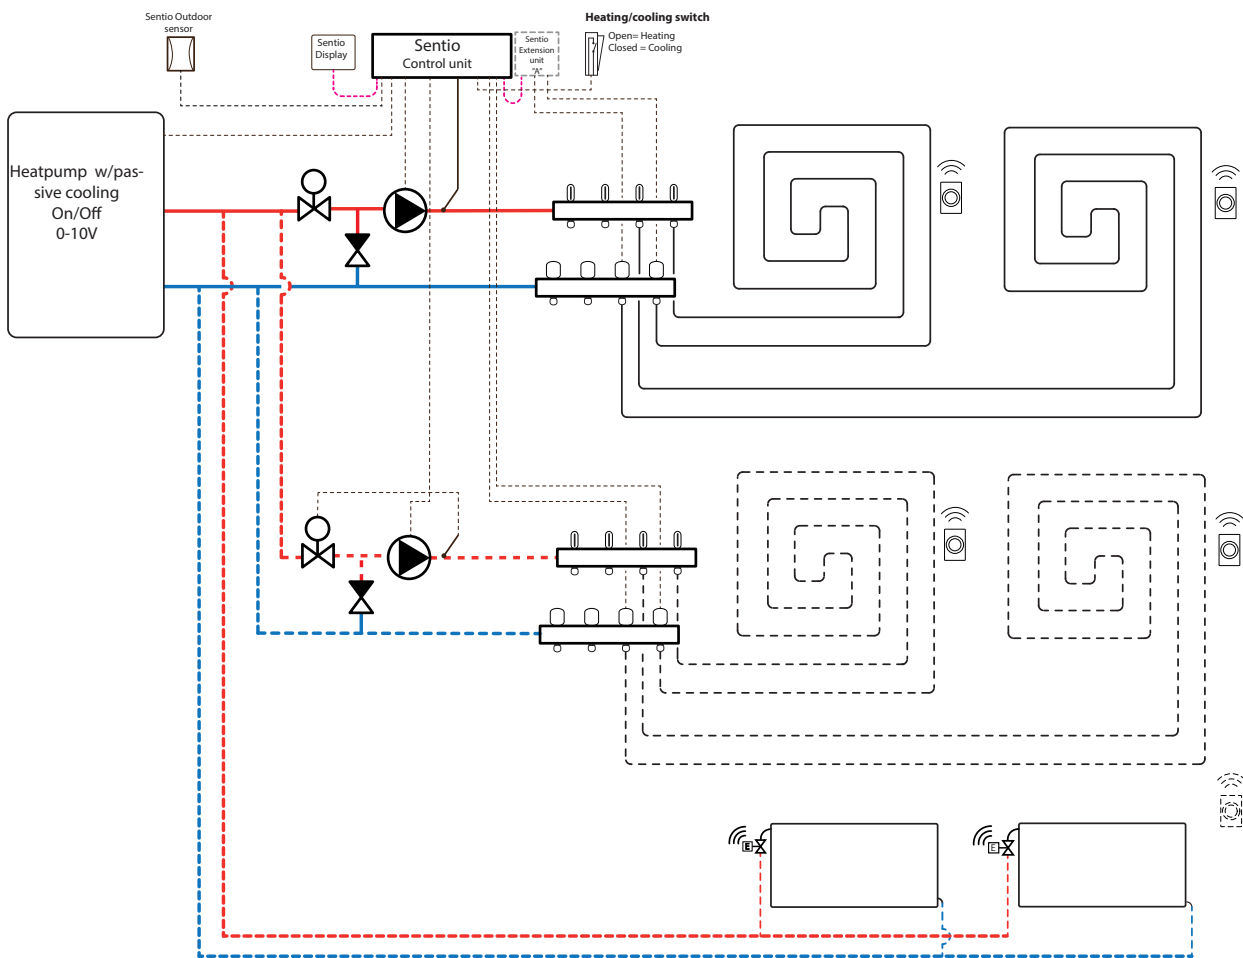 Sentio Outdoor
sensor
Sentio
Display
Sentio
Control unit
Sentio
Extension
unit
"A"
Heating/cooling switch
Open= Heating
Closed = Cooling
Heatpump w/pas-
sive cooling
On/Off
0-10V
E
E